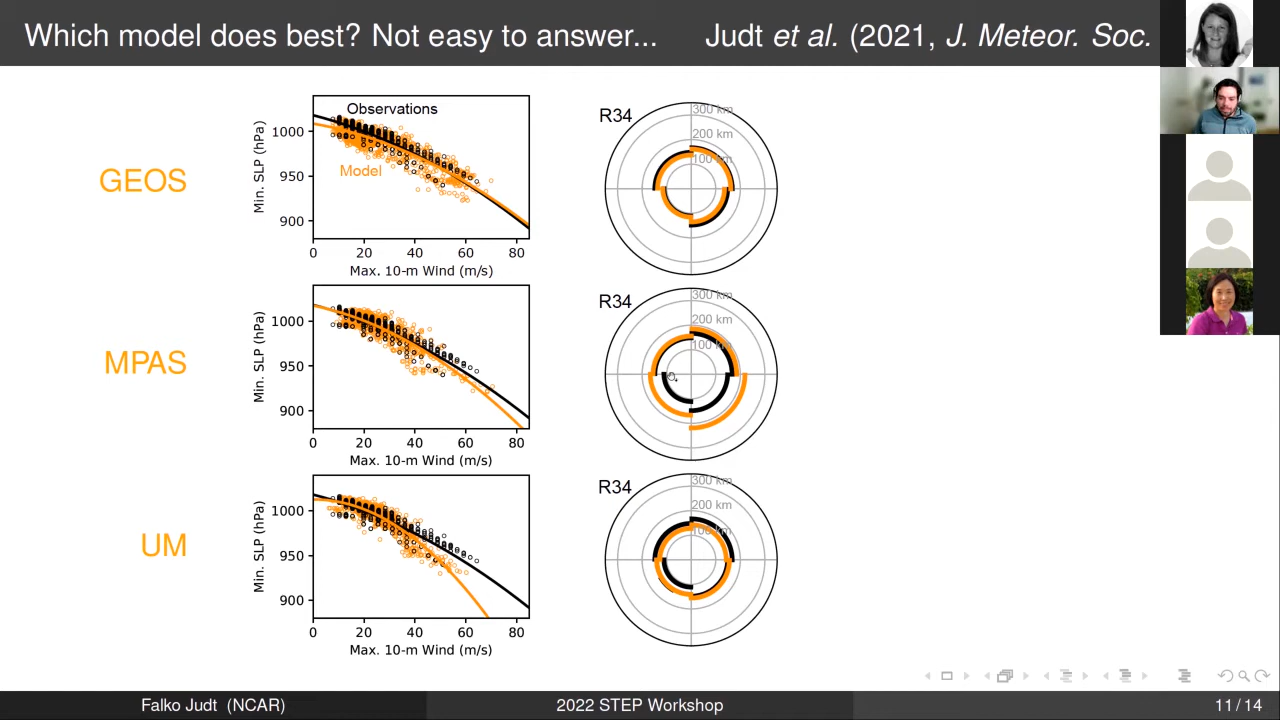 Which model does best? Not easy to answer... Judt et al. (2021, J. Meteor. Soc.
GEOS
Min. SLP (hPa)
1000
950
900
Observations
Model
0 20 40 60 80
Max. 10-m Wind (m/s)
R34
300 km
200 km
100 km
MPAS
Min. SLP (hPa)
1000
950
900
0 20 40 60 80
Max. 10-m Wind (m/s)
R34
300 km
200 km
100 km
UM
Min. SLP (hPa)
1000
950
900
0 20 40 60 80
Max. 10-m Wind (m/s)
R34
300 km
200 km
100 km
Falko Judt (NCAR) 2022 STEP Workshop 11 / 14